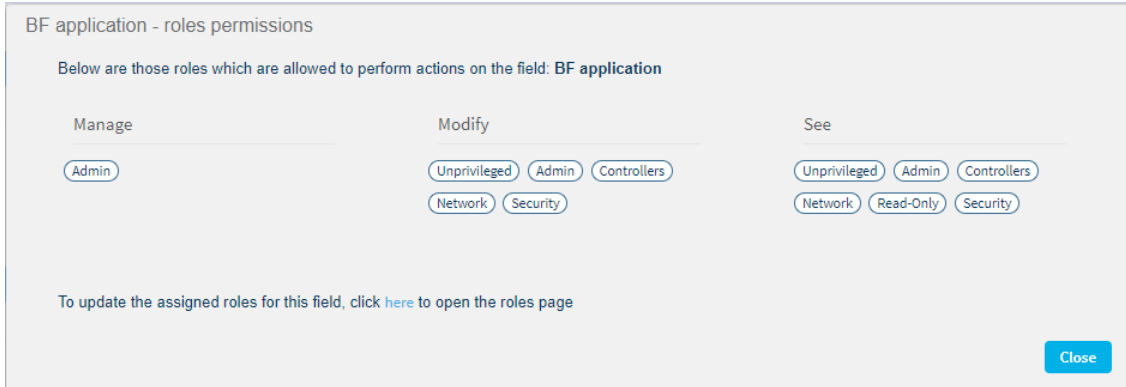 BF application - roles permissions
Below are those roles which are allowed to perform actions on the field: BF application
Manage Modify See
Admin Unprivileged Admin Controllers Unprivileged Admin Controllers
Network Security Network Read-Only Security
To update the assigned roles for this field, click here to open the roles page
Close